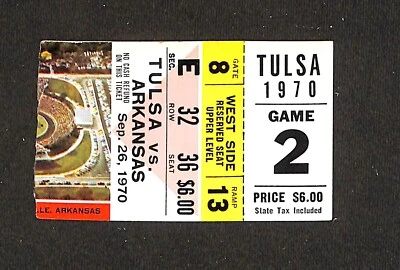 LE, ARKANSAS
NO CASH REFUND
ON THIS TICKET
TULSA VS.
ARKANSAS
Sep. 26, 1970
SEC.
E
ROW
32
SEAT
36
$6.00
GATE
8
WEST SIDE
RESERVED SEAT
UPPER LEVEL
RAMP
13
TULSA
1970
GAME
2
PRICE $6.00
State Tax Included